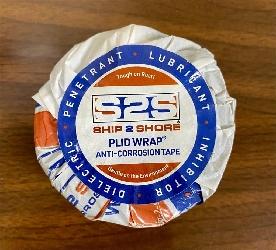 PENETRANT • LUBRICANT • INHIBITOR • DIELECTRIC •
Tough on Rust!
S2S
SHIP 2 SHORE
PLIO WRAP®
ANTI-CORROSION TAPE
Gentle on the Environment!